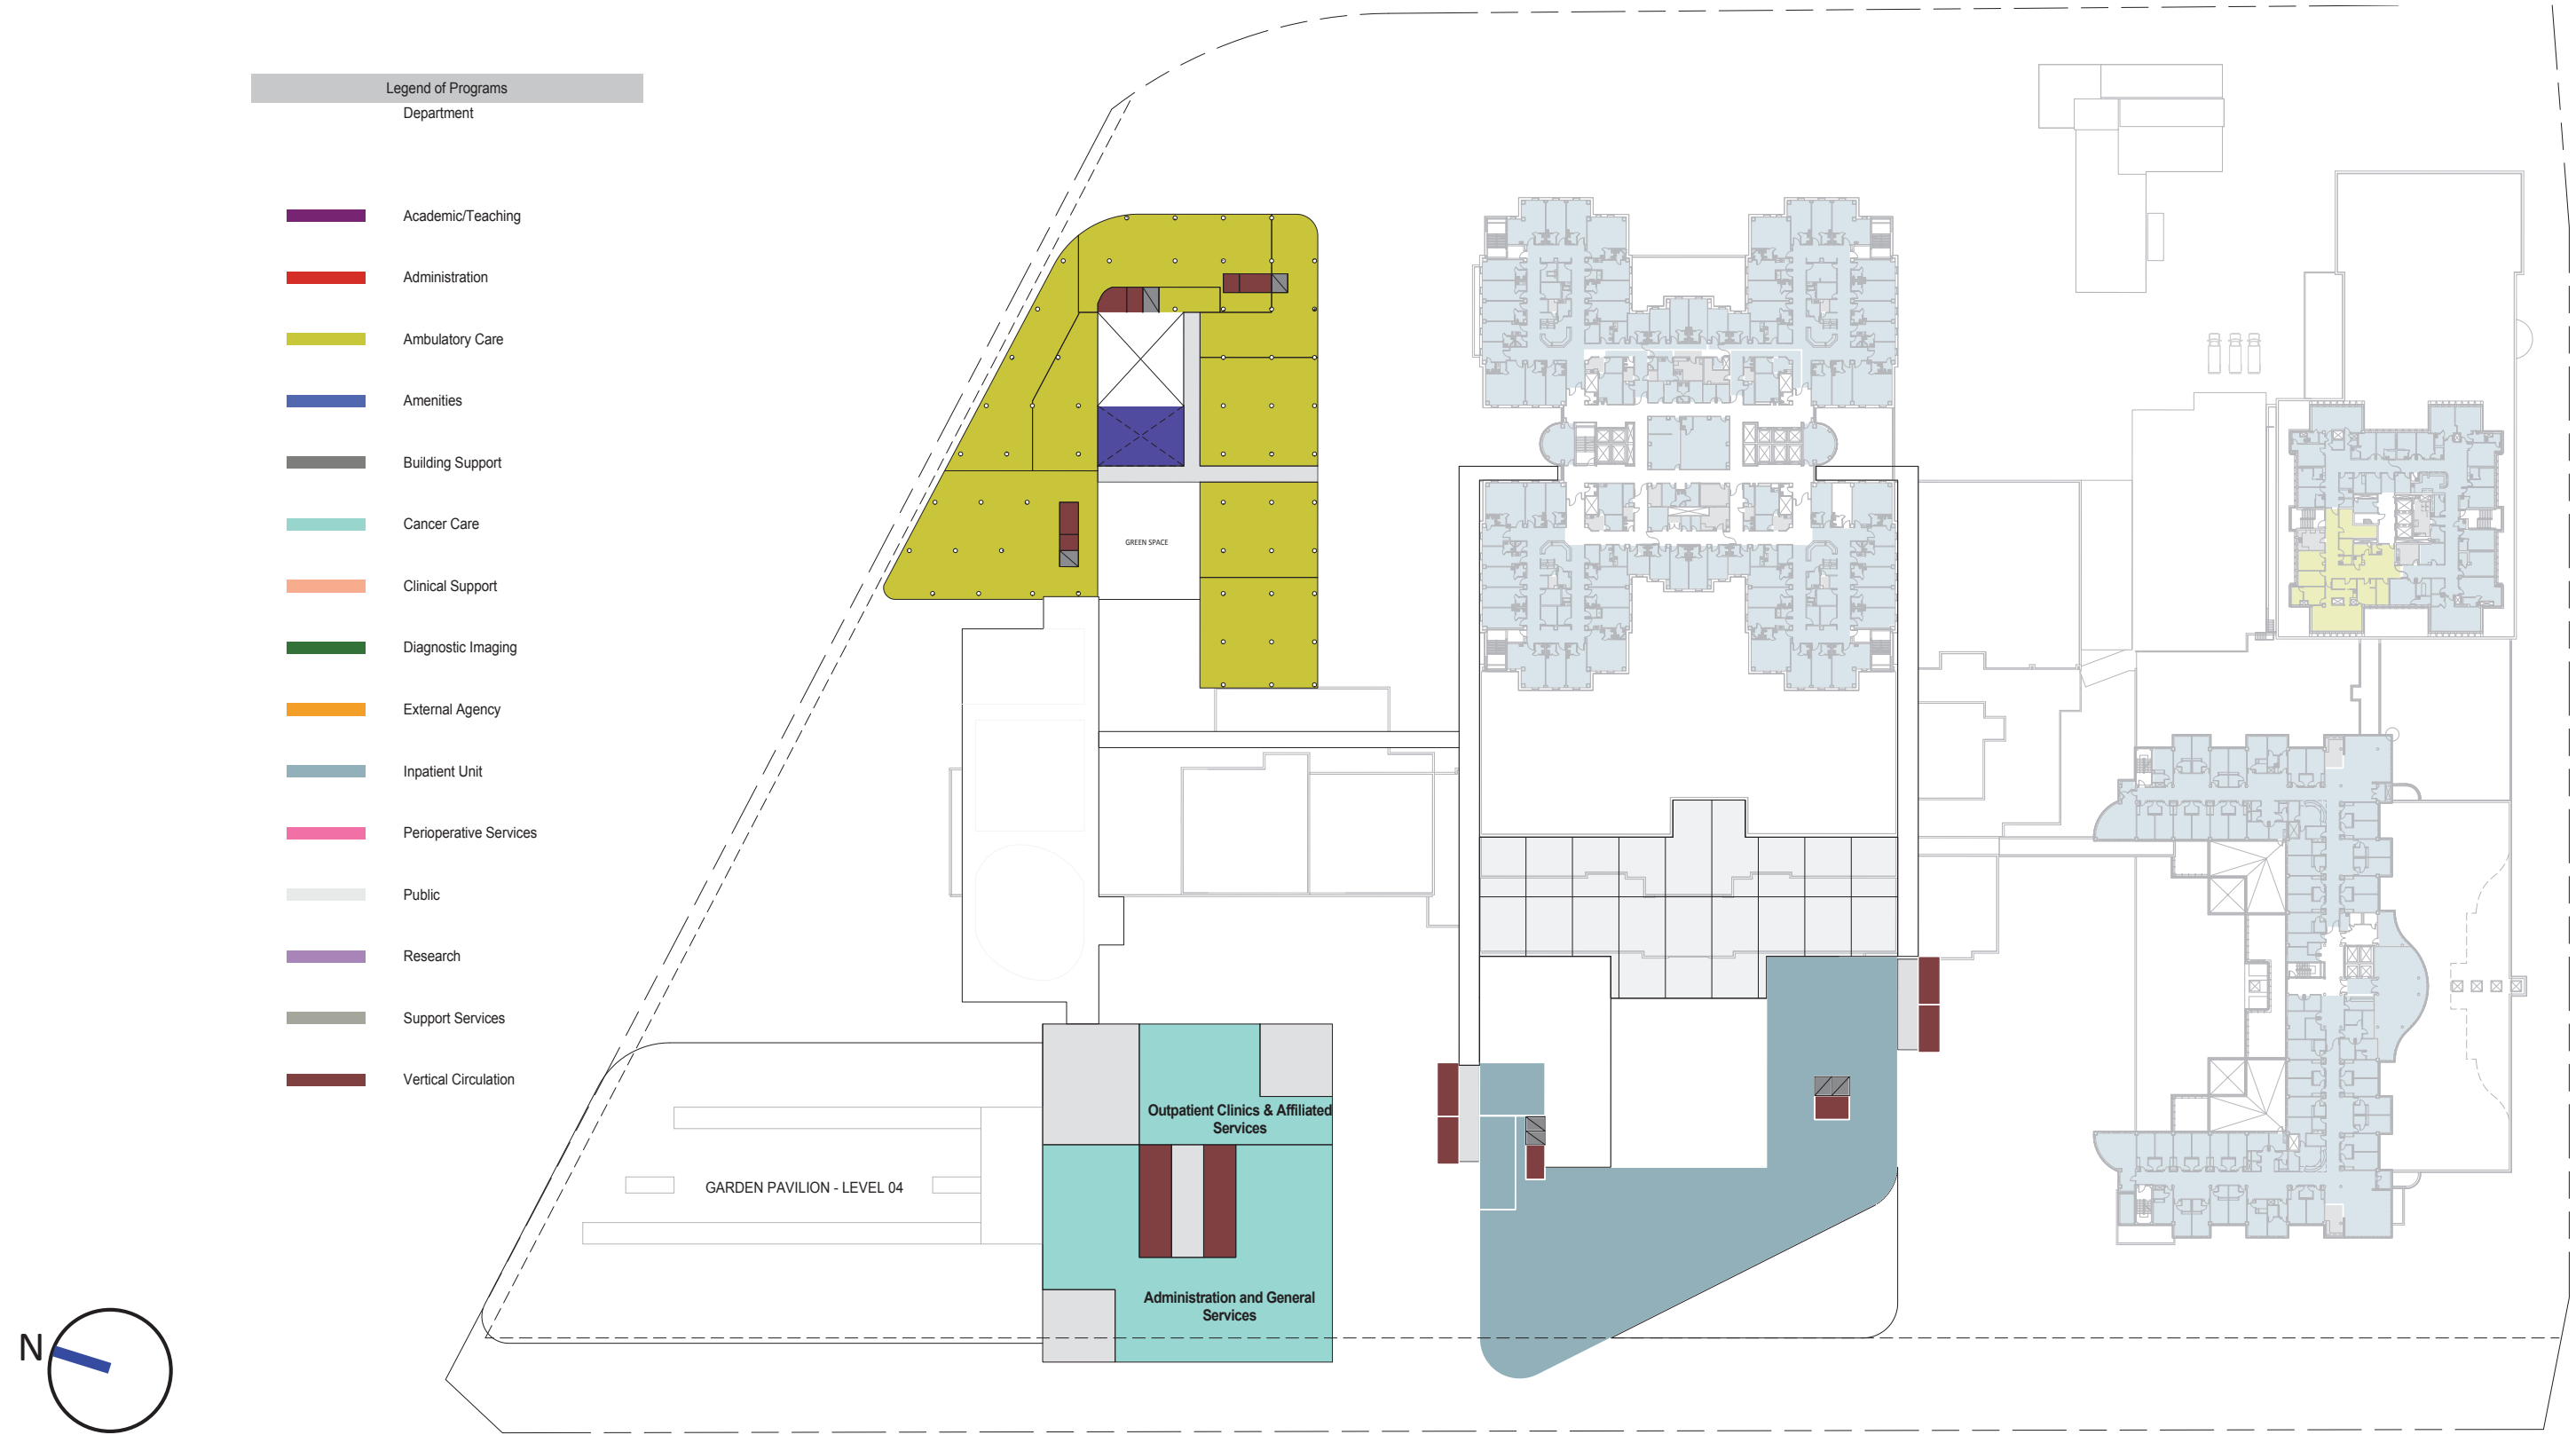 Legend of Programs
Department
Academic/Teaching
Administration
Ambulatory Care
Amenities
Building Support
Cancer Care
Clinical Support
Diagnostic Imaging
External Agency
Inpatient Unit
Perioperative Services
Public
Research
Support Services
Vertical Circulation
GREEN SPACE
Outpatient Clinics & Affiliated
Services
GARDEN PAVILION - LEVEL 04
Administration and General
Services
N